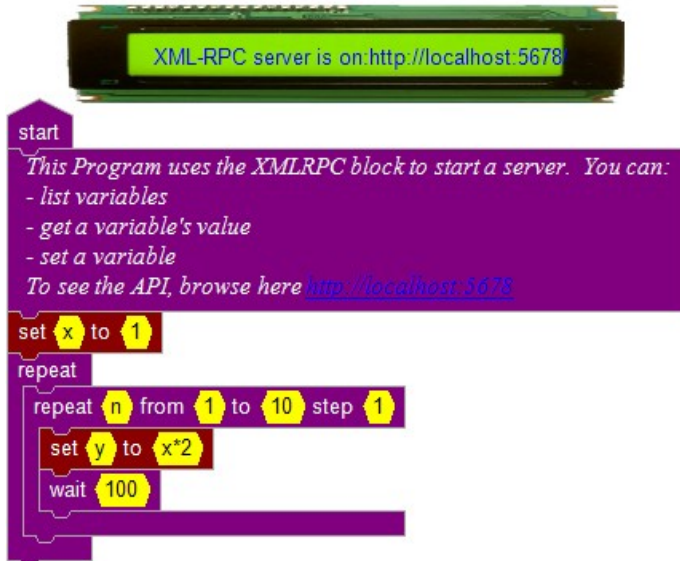 XML-RPC server is on:http://localhost:5678/
start
This Program uses the XMLRPC block to start a server.  You can:
- list variables
- get a variable's value
- set a variable
To see the API, browse here http://localhost:5678
set x to 1
repeat
repeat n from 1 to 10 step 1
set y to x*2
wait 100